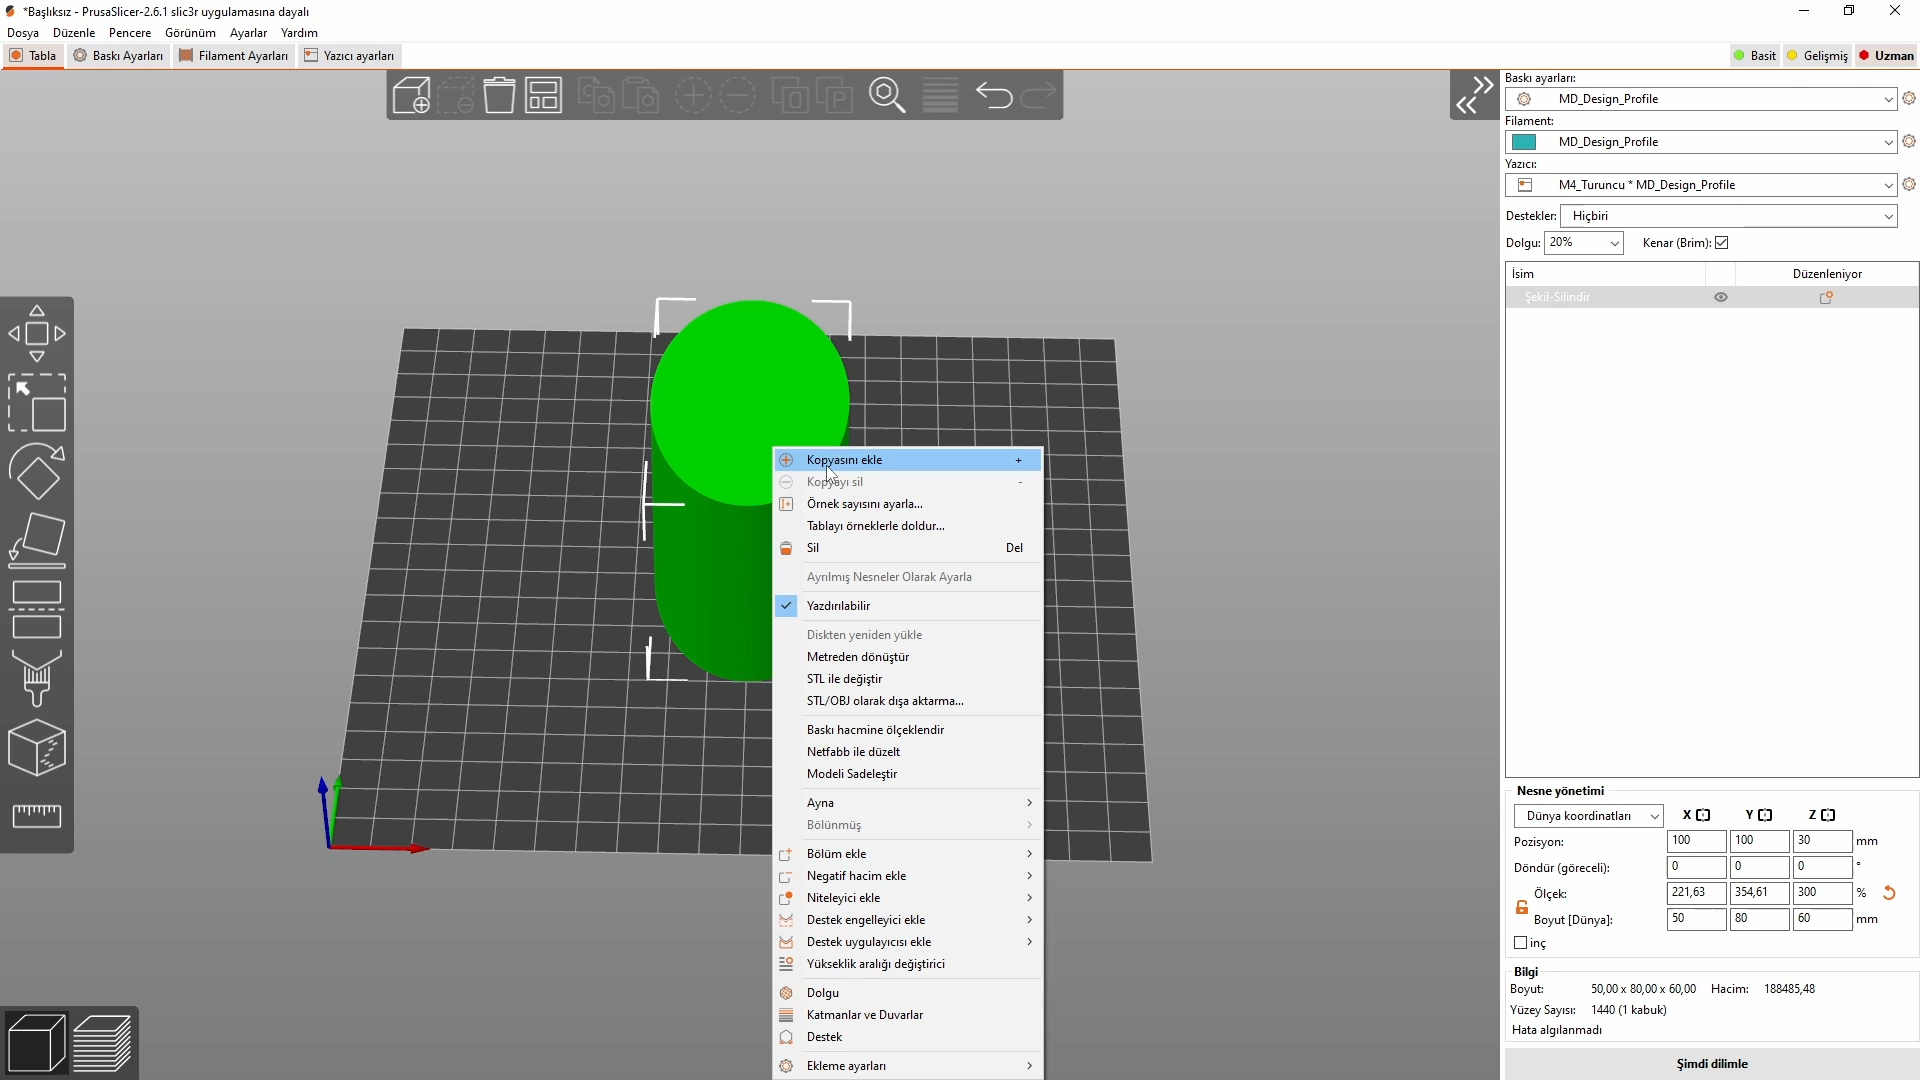 *Başlıksız - PrusaSlicer-2.6.1 slic3r uygulamasına dayalı
Dosya Düzenle Pencere Görünüm Ayarlar Yardım
Tabla Baskı Ayarları Filament Ayarları Yazıcı ayarları Basit Gelişmiş Uzman
Baskı ayarları:
MD_Design_Profile
Filament:
MD_Design_Profile
Yazıcı:
M4_Turuncu * MD_Design_Profile
Destekler: Hiçbiri
Dolgu: 20% Kenar (Brim):
İsim Düzenleniyor
Şekil-Silindir
Kopyasını ekle +
Kopyayı sil -
Örnek sayısını ayarla...
Tablayı örneklerle doldur...
Sil Del
Ayrılmış Nesneler Olarak Ayarla
Yazdırılabilir
Diskten yeniden yükle
Metreden dönüştür
STL ile değiştir
STL/OBJ olarak dışa aktarma...
Baskı hacmine ölçeklendir
Netfabb ile düzelt
Modeli Sadeleştir
Ayna
Bölünmüş
Bölüm ekle
Negatif hacim ekle
Niteleyici ekle
Destek engelleyici ekle
Destek uygulayıcısı ekle
Yükseklik aralığı değiştirici
Dolgu
Katmanlar ve Duvarlar
Destek
Ekleme ayarları
Nesne yönetimi
Dünya koordinatları X Y Z
Pozisyon: 100 100 30 mm
Döndür (göreceli): 0 0 0 °
Ölçek: 221,63 354,61 300 %
Boyut [Dünya]: 50 80 60 mm
inç
Bilgi
Boyut: 50,00 x 80,00 x 60,00 Hacim: 188485,48
Yüzey Sayısı: 1440 (1 kabuk)
Hata algılanmadı
Şimdi dilimle